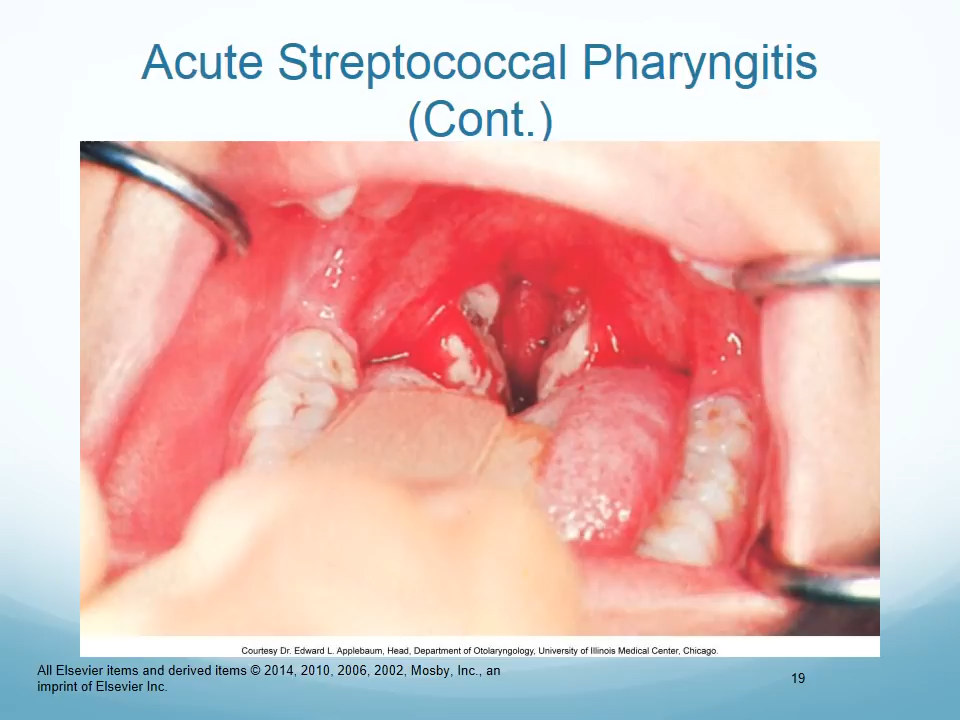 Acute Streptococcal Pharyngitis
(Cont.)
Courtesy Dr. Edward L. Applebaum, Head, Department of Otolaryngology, University of Illinois Medical Center, Chicago.
All Elsevier items and derived items © 2014, 2010, 2006, 2002, Mosby, Inc., an
imprint of Elsevier Inc.
19